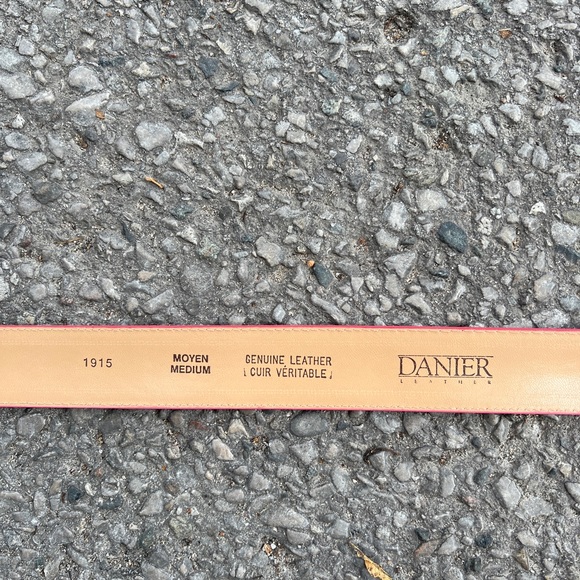 1915
MOYEN
MEDIUM
GENUINE LEATHER
( CUIR VÉRITABLE )
DANIER
LEATHER